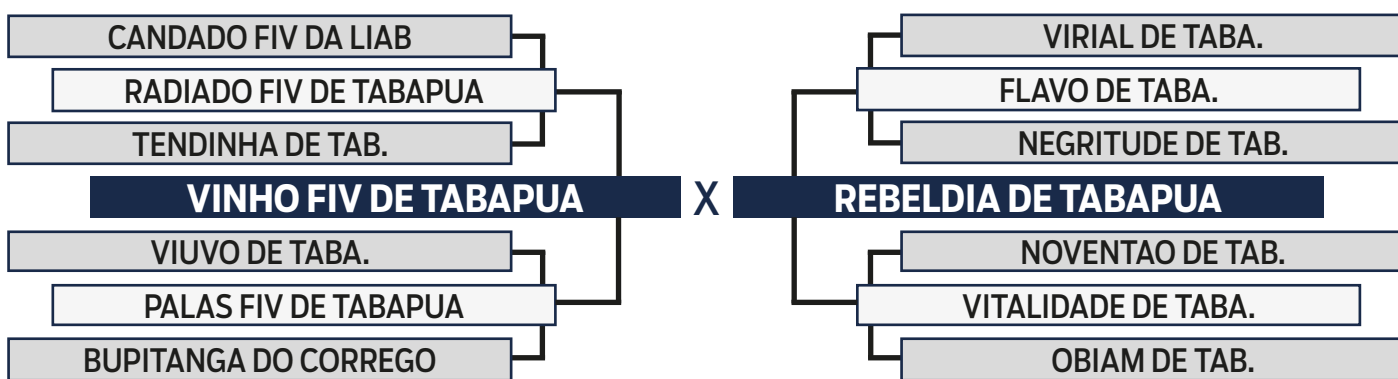 CANDADO FIV DA LIAB
RADIADO FIV DE TABAPUA
TENDINHA DE TAB.
VINHO FIV DE TABAPUA
VIUVO DE TABA.
PALAS FIV DE TABAPUA
BUPITANGA DO CORREGO
X
VIRIAL DE TABA.
FLAVO DE TABA.
NEGRITUDE DE TAB.
REBELDIA DE TABAPUA
NOVENTAO DE TAB.
VITALIDADE DE TABA.
OBIAM DE TAB.